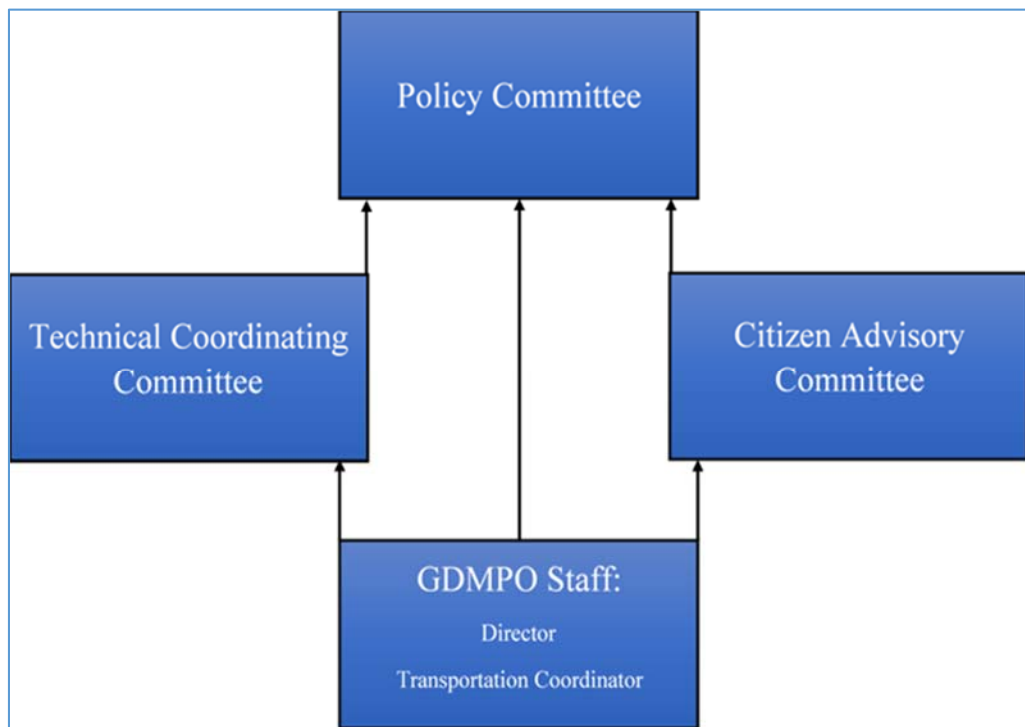 Policy Committee
Technical Coordinating
Committee
Citizen Advisory
Committee
GDMPO Staff:
Director
Transportation Coordinator